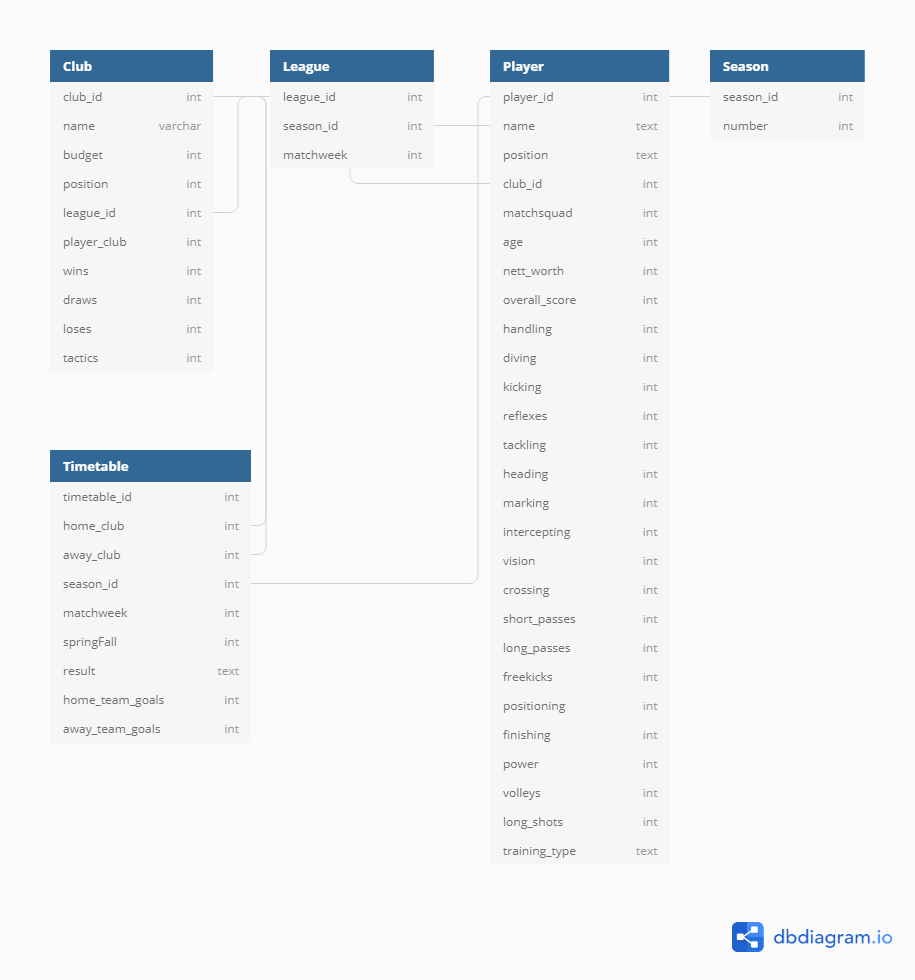 Club
club_id int
name varchar
budget int
position int
league_id int
player_club int
wins int
draws int
loses int
tactics int
League
league_id int
season_id int
matchweek int
Player
player_id int
name text
position text
club_id int
matchsquad int
age int
nett_worth int
overall_score int
handling int
diving int
kicking int
reflexes int
tackling int
heading int
marking int
intercepting int
vision int
crossing int
short_passes int
long_passes int
freekicks int
positioning int
finishing int
power int
volleys int
long_shots int
training_type text
Season
season_id int
number int
Timetable
timetable_id int
home_club int
away_club int
season_id int
matchweek int
springFall int
result text
home_team_goals int
away_team_goals int
dbdiagram.io